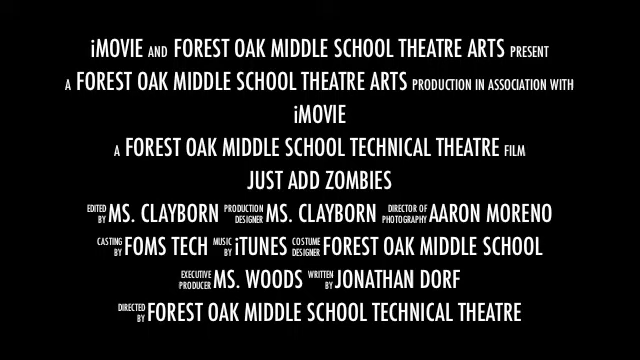 iMOVIE AND FOREST OAK MIDDLE SCHOOL THEATRE ARTS PRESENT
A FOREST OAK MIDDLE SCHOOL THEATRE ARTS PRODUCTION IN ASSOCIATION WITH
iMOVIE
A FOREST OAK MIDDLE SCHOOL TECHNICAL THEATRE FILM
JUST ADD ZOMBIES
EDITED BY MS. CLAYBORN PRODUCTION DESIGNER MS. CLAYBORN DIRECTOR OF PHOTOGRAPHY AARON MORENO
CASTING BY FOMS TECH MUSIC BY iTUNES COSTUME DESIGNER FOREST OAK MIDDLE SCHOOL
EXECUTIVE PRODUCER MS. WOODS WRITTEN BY JONATHAN DORF
DIRECTED BY FOREST OAK MIDDLE SCHOOL TECHNICAL THEATRE